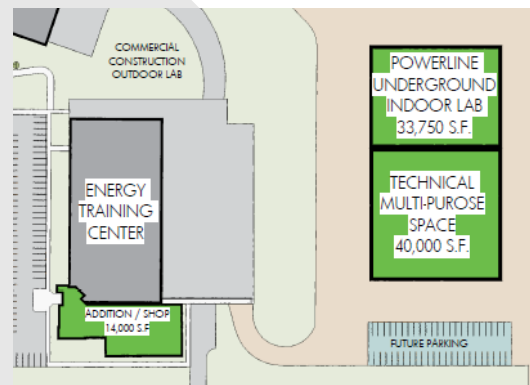 COMMERCIAL
CONSTRUCTION
OUTDOOR LAB
POWERLINE
UNDERGROUND
INDOOR LAB
33,750 S.F.
ENERGY
TRAINING
CENTER
TECHNICAL
MULTI-PUROSE
SPACE
40,000 S.F.
ADDITION / SHOP
14,000 S.F.
FUTURE PARKING